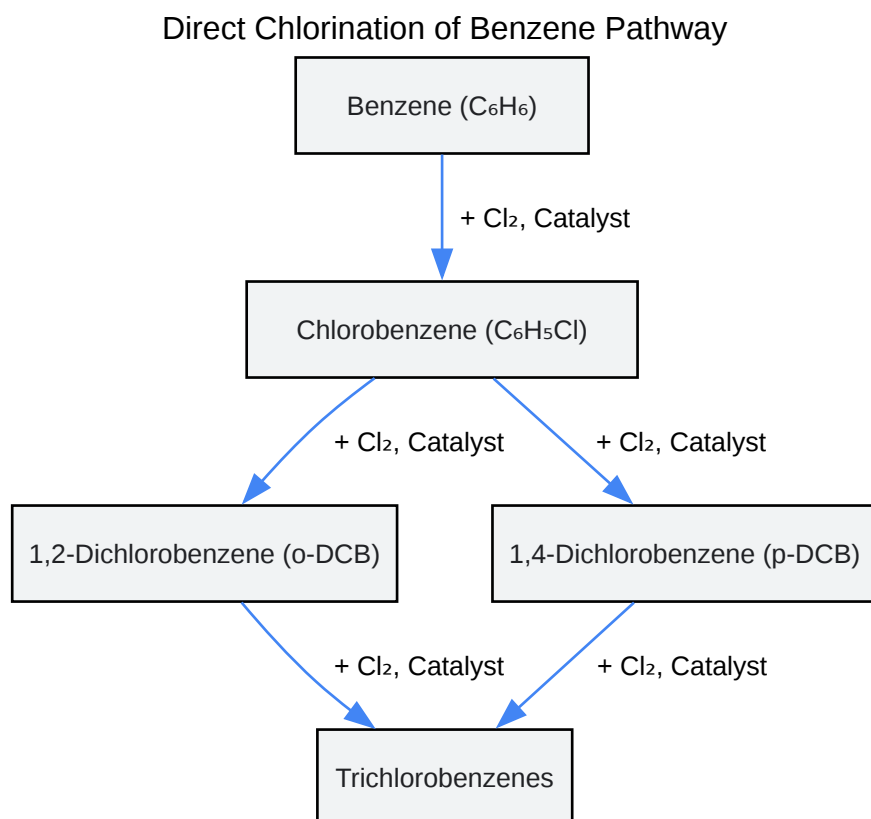 Direct Chlorination of Benzene Pathway
Benzene (C₆H₆)
+ Cl₂, Catalyst
Chlorobenzene (C₆H₅Cl)
+ Cl₂, Catalyst
+ Cl₂, Catalyst
1,2-Dichlorobenzene (o-DCB)
1,4-Dichlorobenzene (p-DCB)
+ Cl₂, Catalyst
+ Cl₂, Catalyst
Trichlorobenzenes